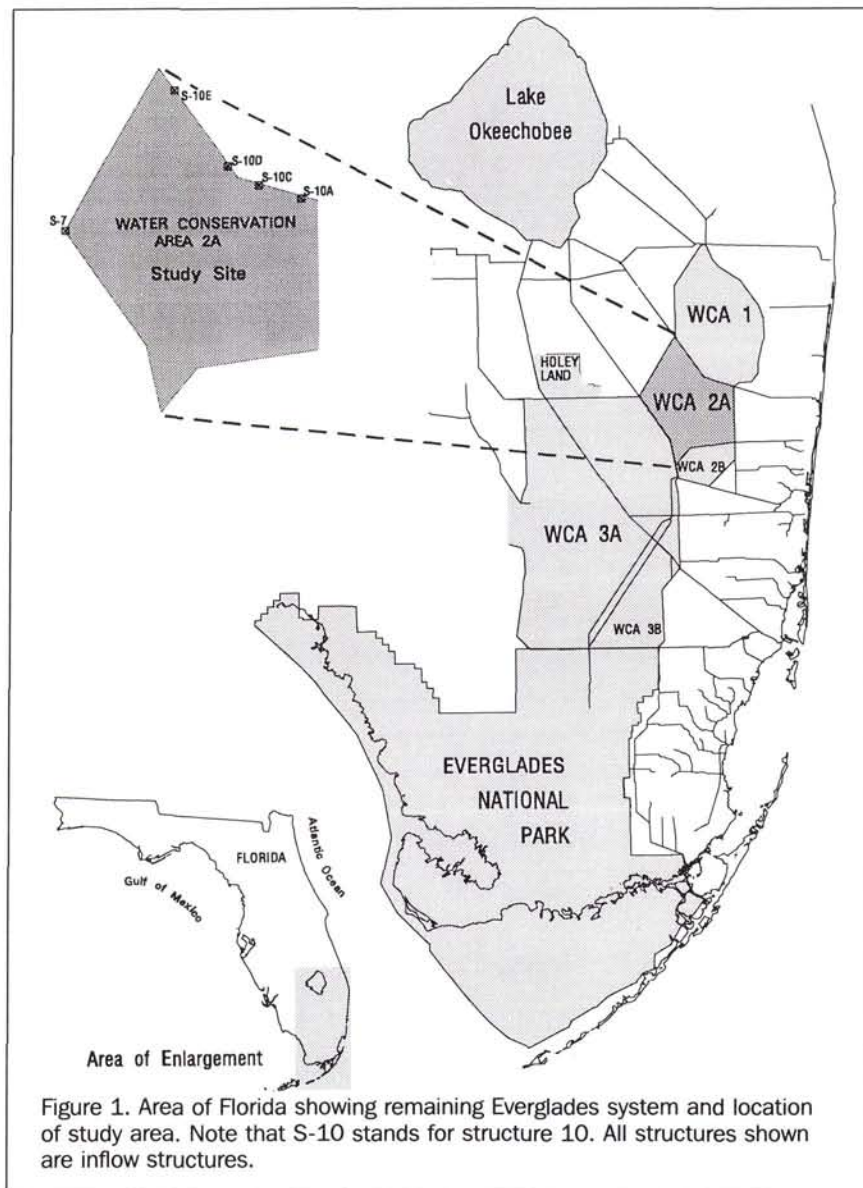 Lake
Okeechobee
S-10E
S-10D
S-10C
S-10A
S-7
WATER CONSERVATION
AREA 2A
Study Site
WCA 1
HOLEY
LAND
WCA 2A
WCA 2B
WCA 3A
WCA 3B
EVERGLADES
NATIONAL
PARK
FLORIDA
Atlantic Ocean
Gulf of Mexico
Area of Enlargement
Figure 1. Area of Florida showing remaining Everglades system and location
of study area. Note that S-10 stands for structure 10. All structures shown
are inflow structures.